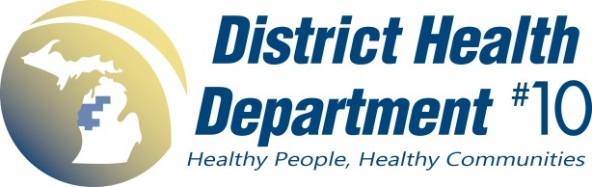 District Health
Department #10
Healthy People, Healthy Communities